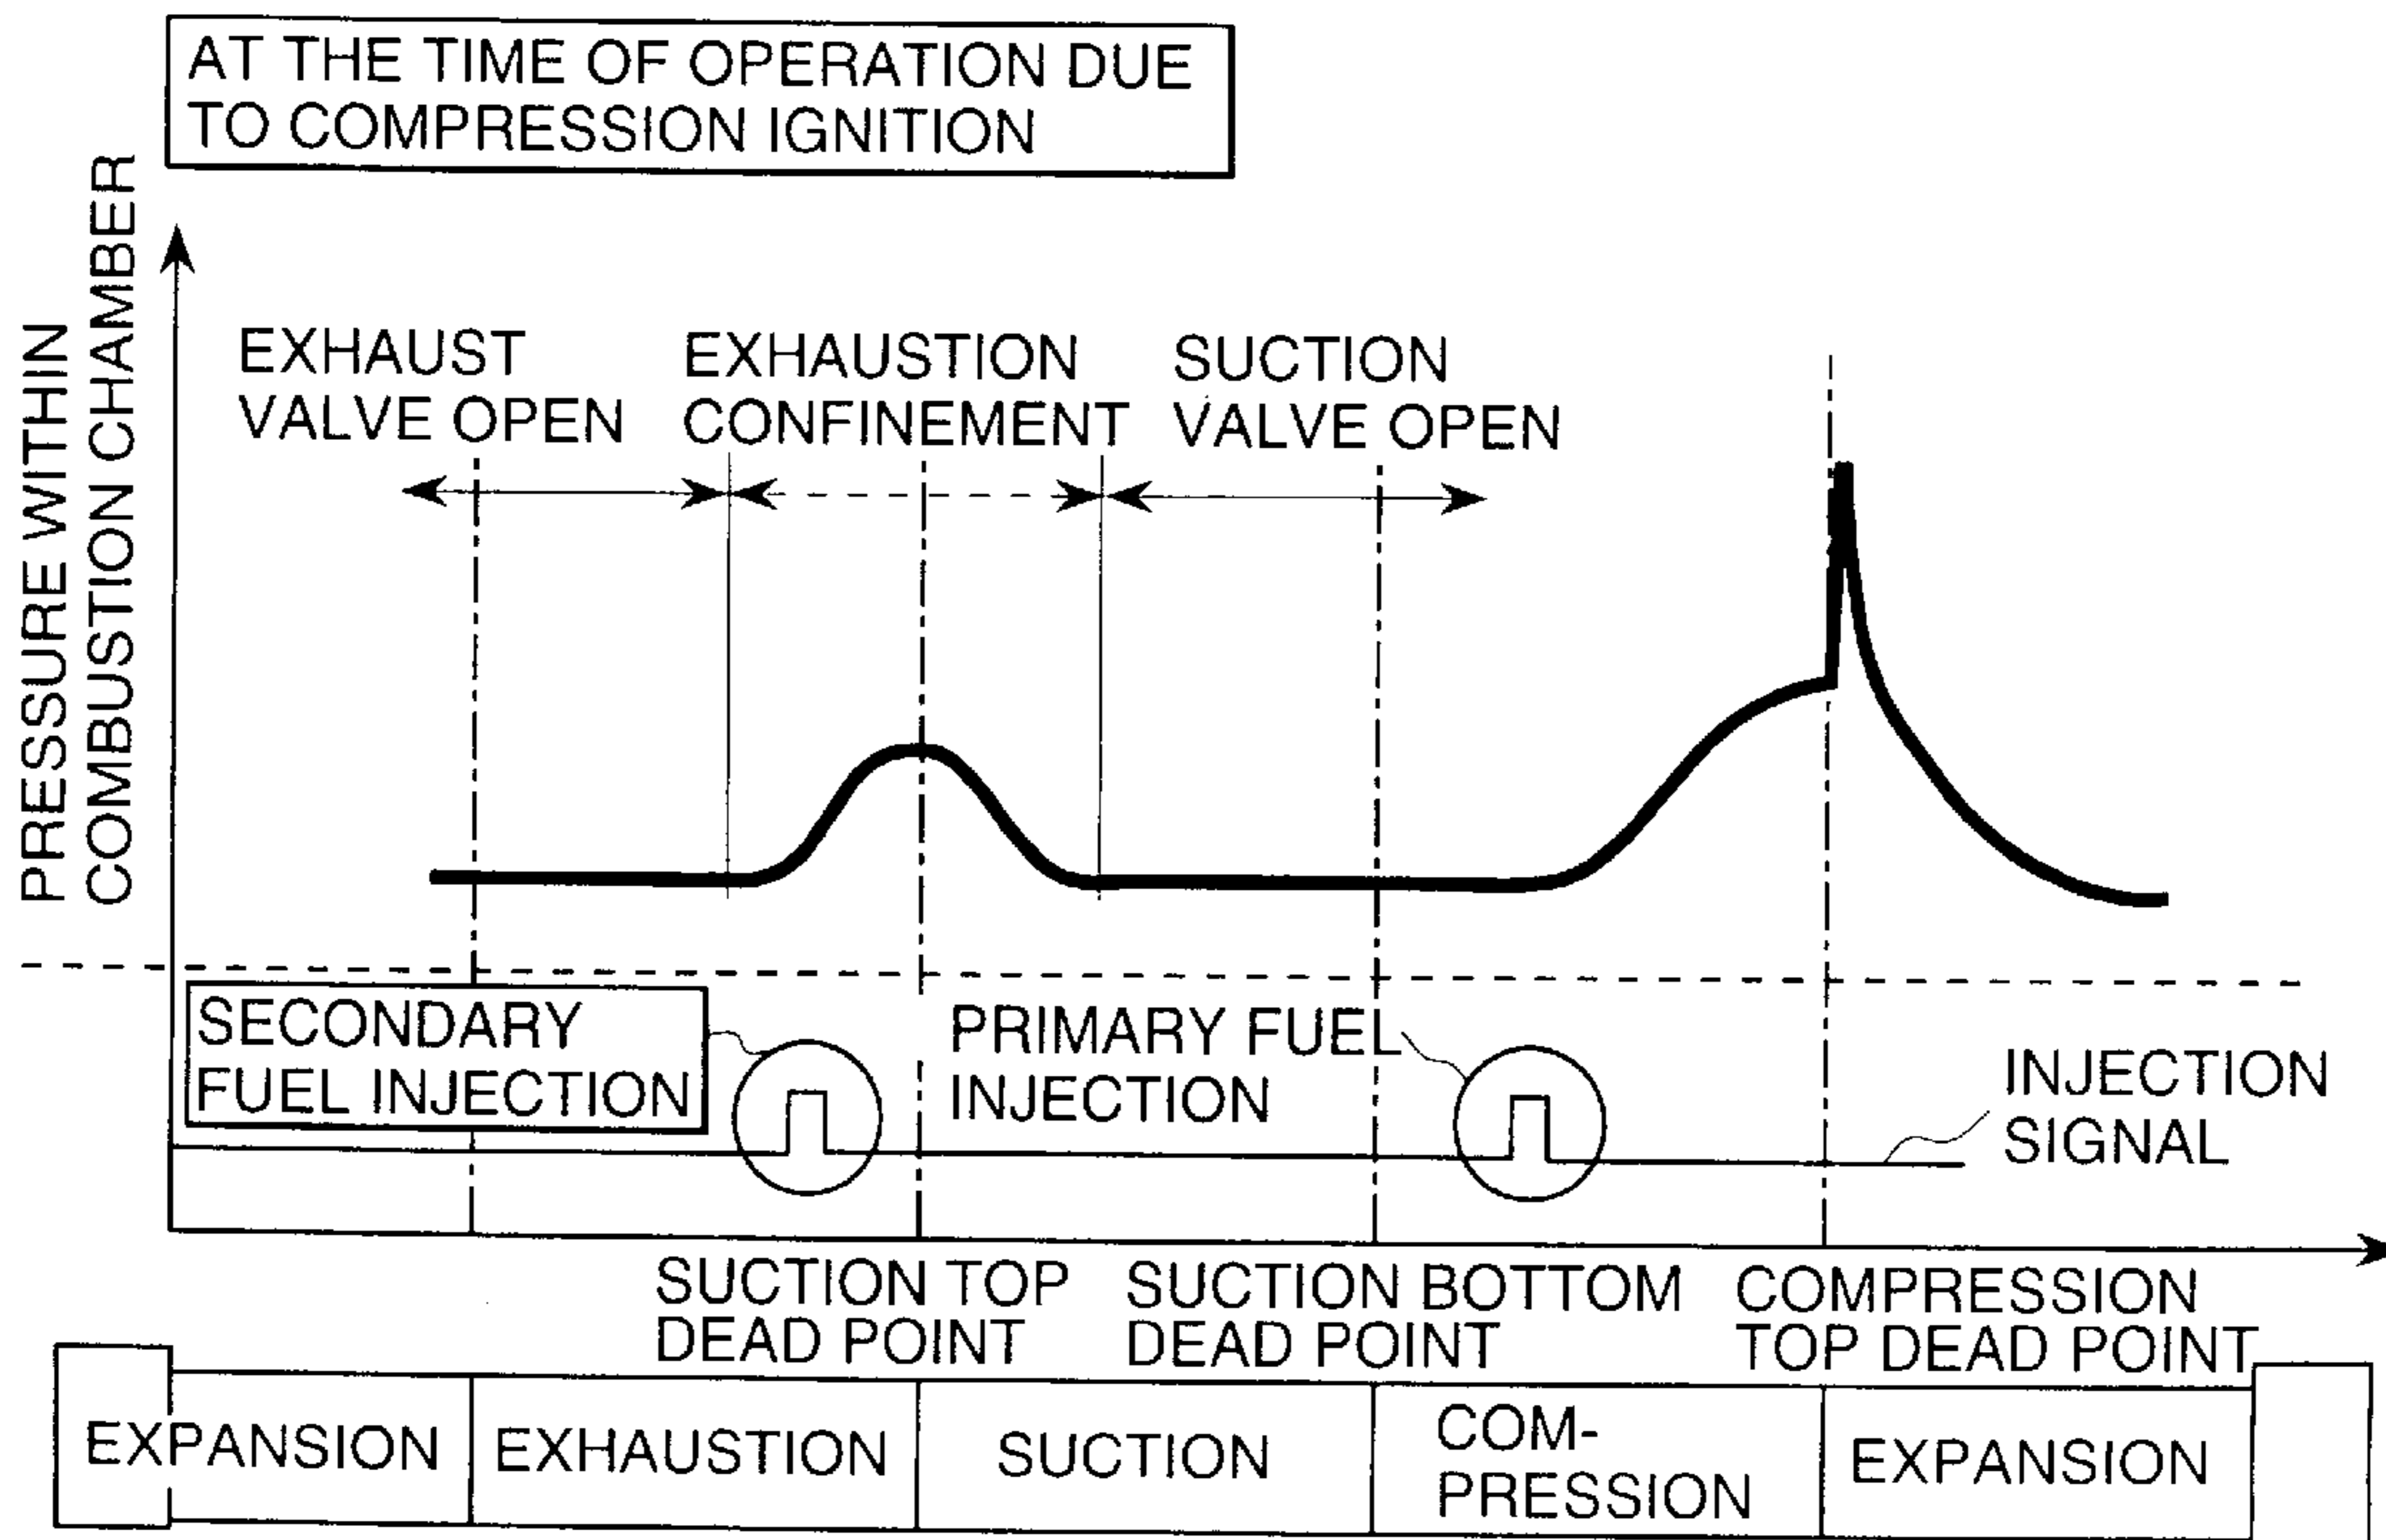 AT THE TIME OF OPERATION DUE
TO COMPRESSION IGNITION
PRESSURE WITHIN
COMBUSTION CHAMBER
EXHAUST
VALVE OPEN
EXHAUSTION
CONFINEMENT
SUCTION
VALVE OPEN
SECONDARY
FUEL INJECTION
PRIMARY FUEL
INJECTION
INJECTION
SIGNAL
SUCTION TOP
DEAD POINT
SUCTION BOTTOM
DEAD POINT
COMPRESSION
TOP DEAD POINT
EXPANSION
EXHAUSTION
SUCTION
COM-
PRESSION
EXPANSION